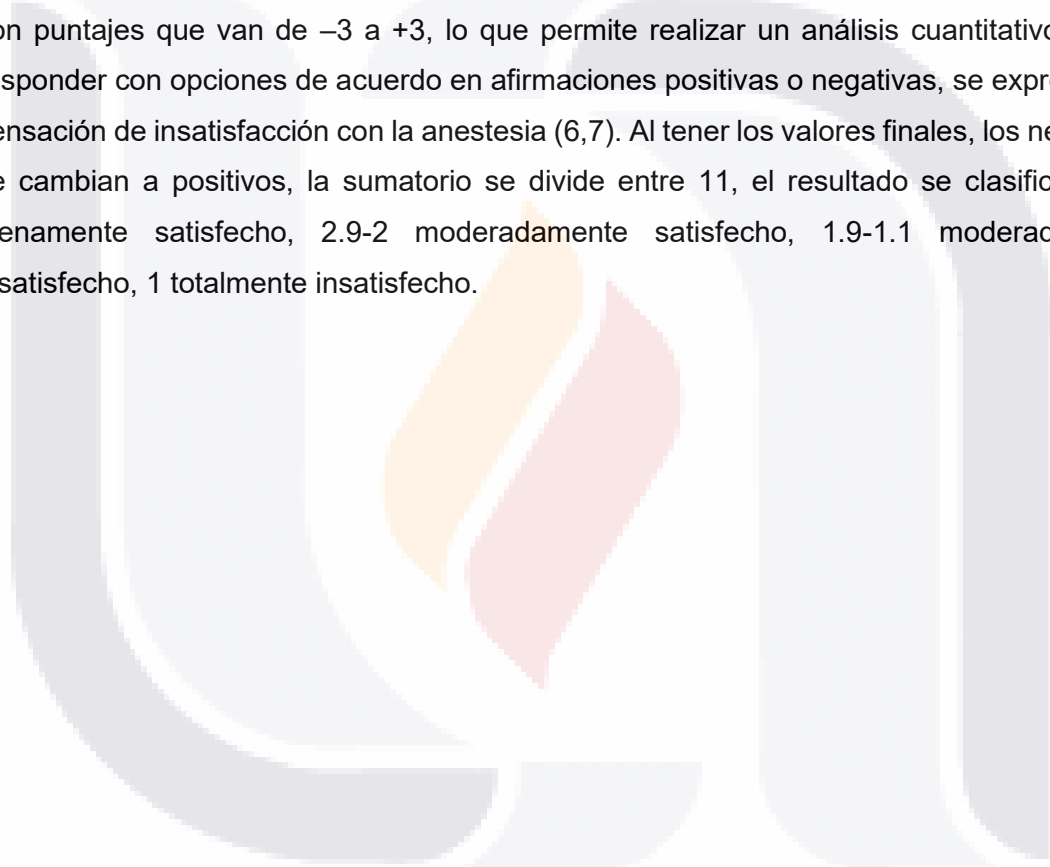 on puntajes que van de –3 a +3, lo que permite realizar un análisis cuantitativo
sponder con opciones de acuerdo en afirmaciones positivas o negativas, se expr
ensación de insatisfacción con la anestesia (6,7). Al tener los valores finales, los ne
e cambian a positivos, la sumatorio se divide entre 11, el resultado se clasific
enamente satisfecho, 2.9-2 moderadamente satisfecho, 1.9-1.1 moderad
satisfecho, 1 totalmente insatisfecho.